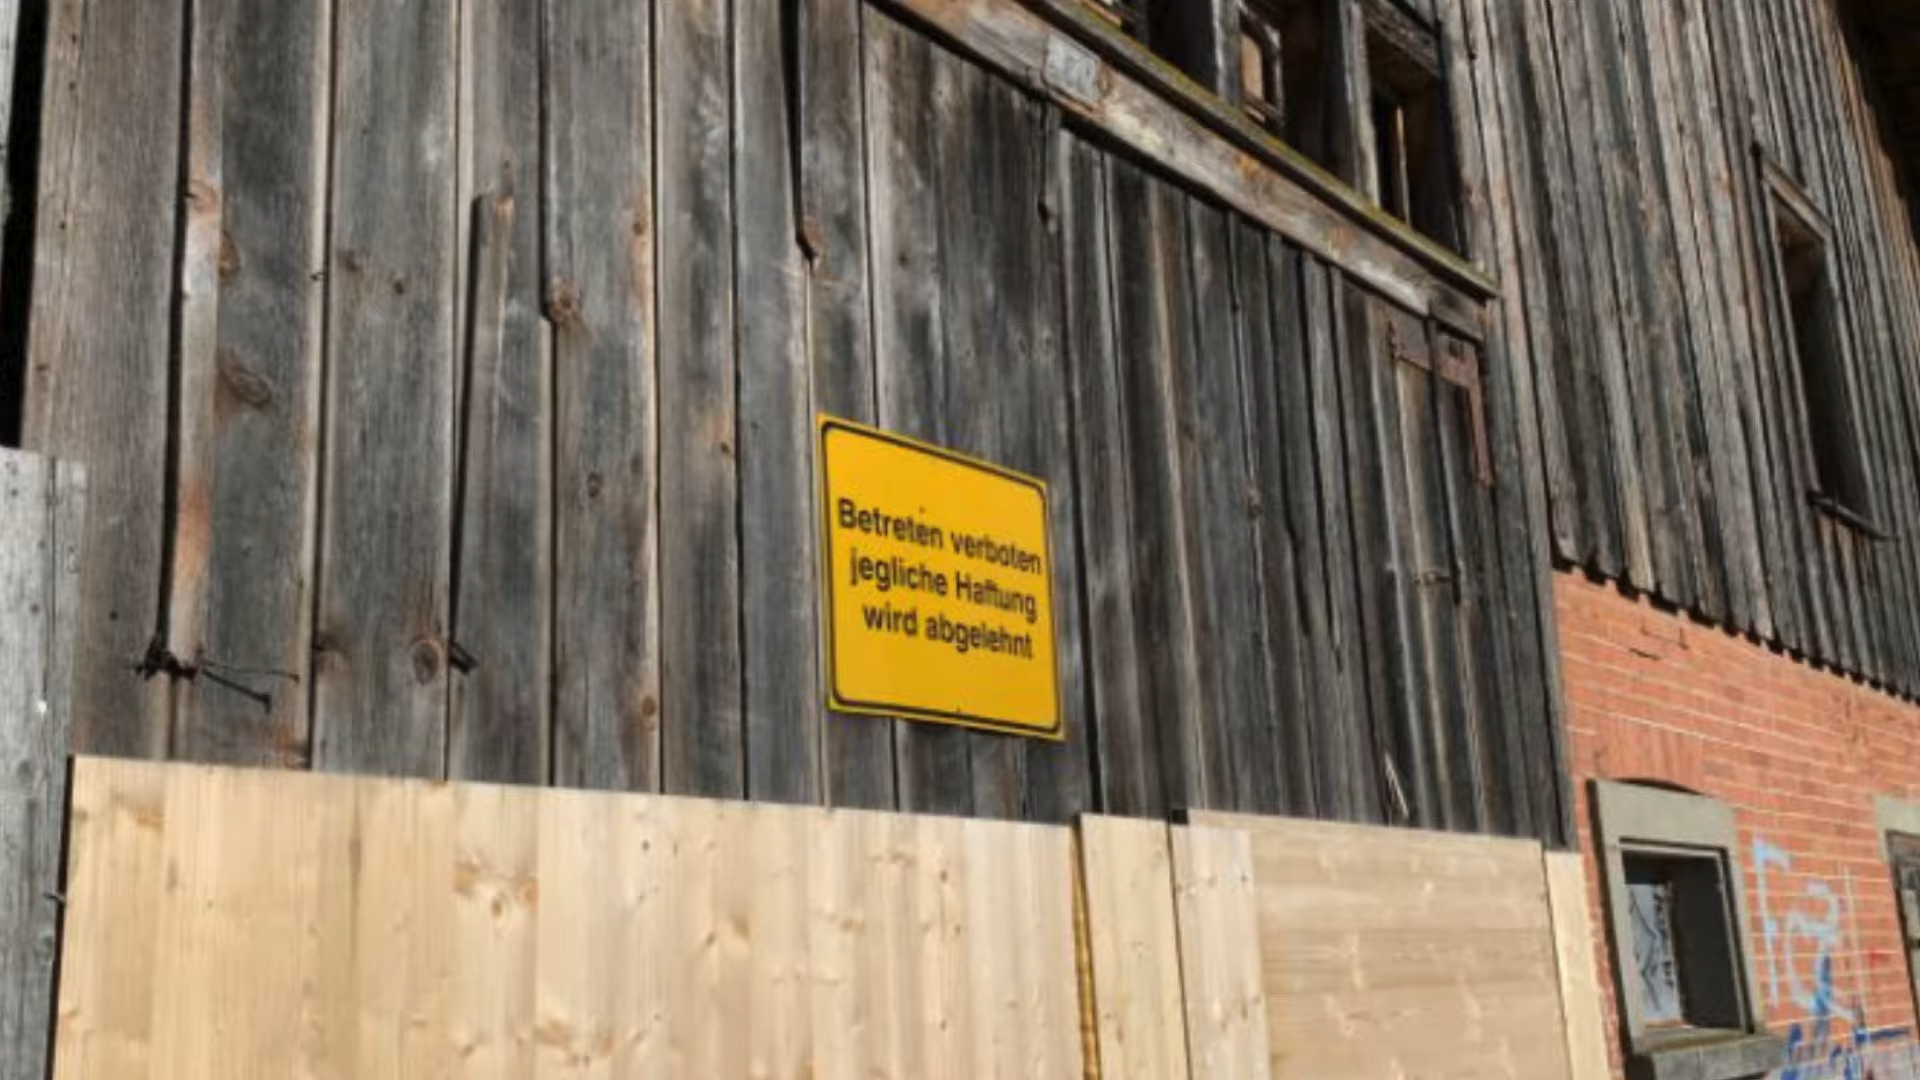 Betreten verboten
jegliche Haftung
wird abgelehnt